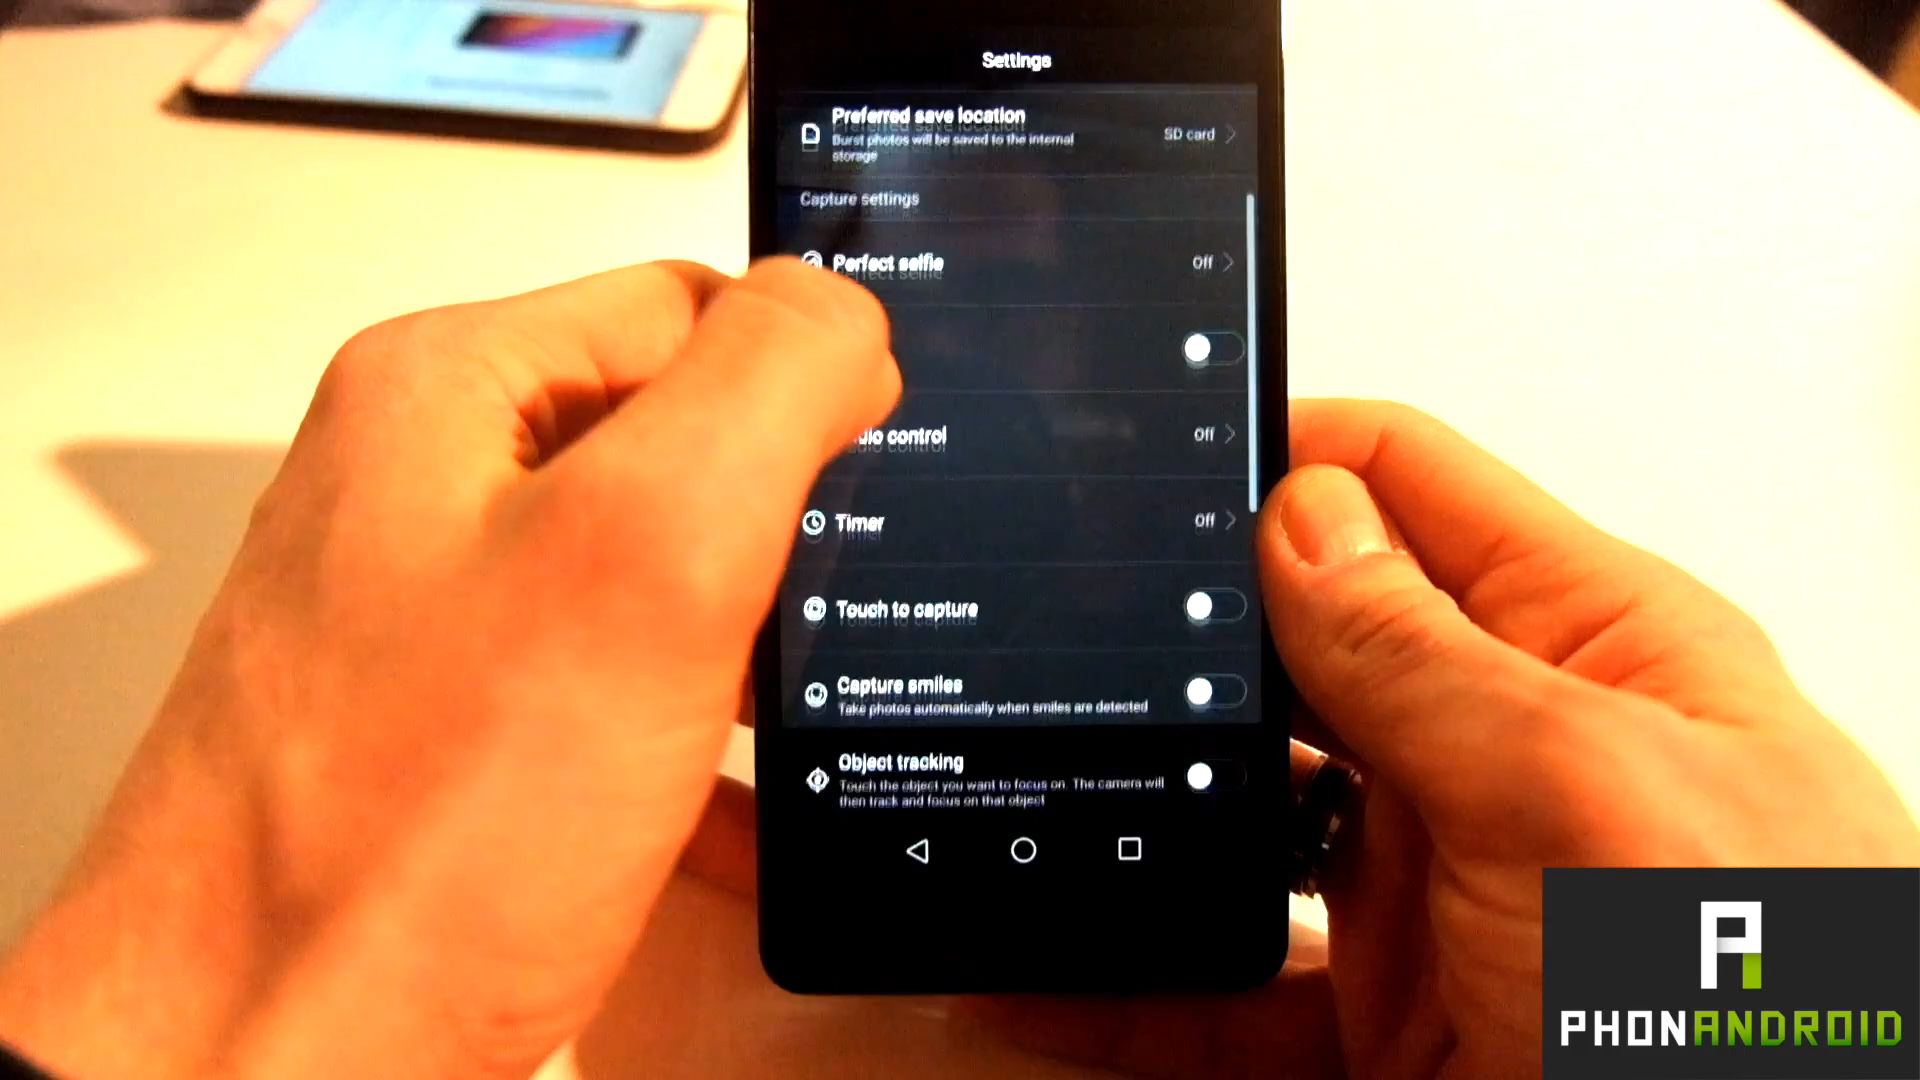 Settings
Preferred save location
Burst photos will be saved to the internal
storage
SD card
Capture settings
Perfect selfie
Off
control
Off
Timer
Off
Touch to capture
Capture smiles
Take photos automatically when smiles are detected
Object tracking
Touch the object you want to focus on. The camera will
then track and focus on that object
PHONANDROID